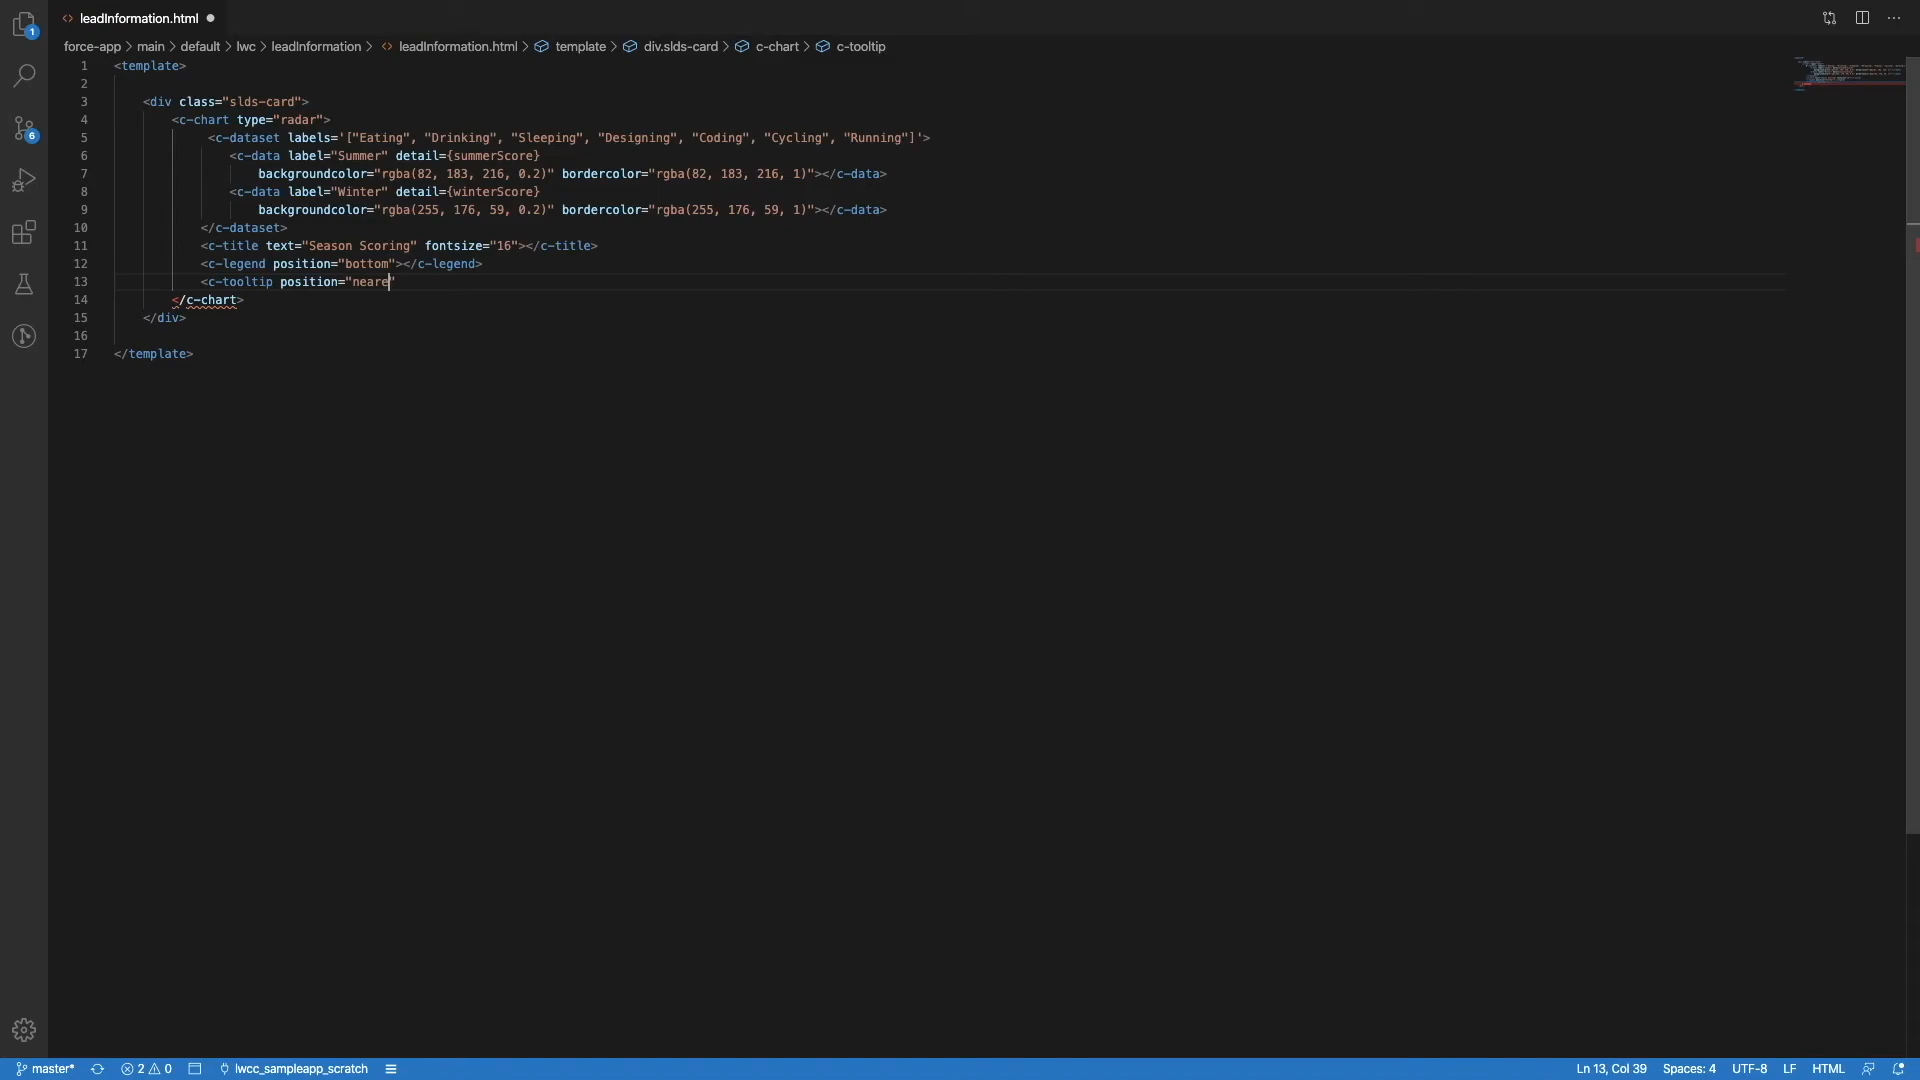 leadInformation.html
1
force-app > main > default > lwc > leadInformation > leadInformation.html > template > div.slds-card > c-chart > c-tooltip
1 <template>
2
3 <div class="slds-card">
4 <c-chart type="radar">
5 <c-dataset labels='["Eating", "Drinking", "Sleeping", "Designing", "Coding", "Cycling", "Running"]'>
6 <c-data label="Summer" detail={summerScore}
7 backgroundcolor="rgba(82, 183, 216, 0.2)" bordercolor="rgba(82, 183, 216, 1)"></c-data>
8 <c-data label="Winter" detail={winterScore}
9 backgroundcolor="rgba(255, 176, 59, 0.2)" bordercolor="rgba(255, 176, 59, 1)"></c-data>
10 </c-dataset>
11 <c-title text="Season Scoring" fontsize="16"></c-title>
12 <c-legend position="bottom"></c-legend>
13 <c-tooltip position="neare"
14 </c-chart>
15 </div>
16
17 </template>
6
master* 2 0 lwcc_sampleapp_scratch Ln 13, Col 39 Spaces: 4 UTF-8 LF HTML